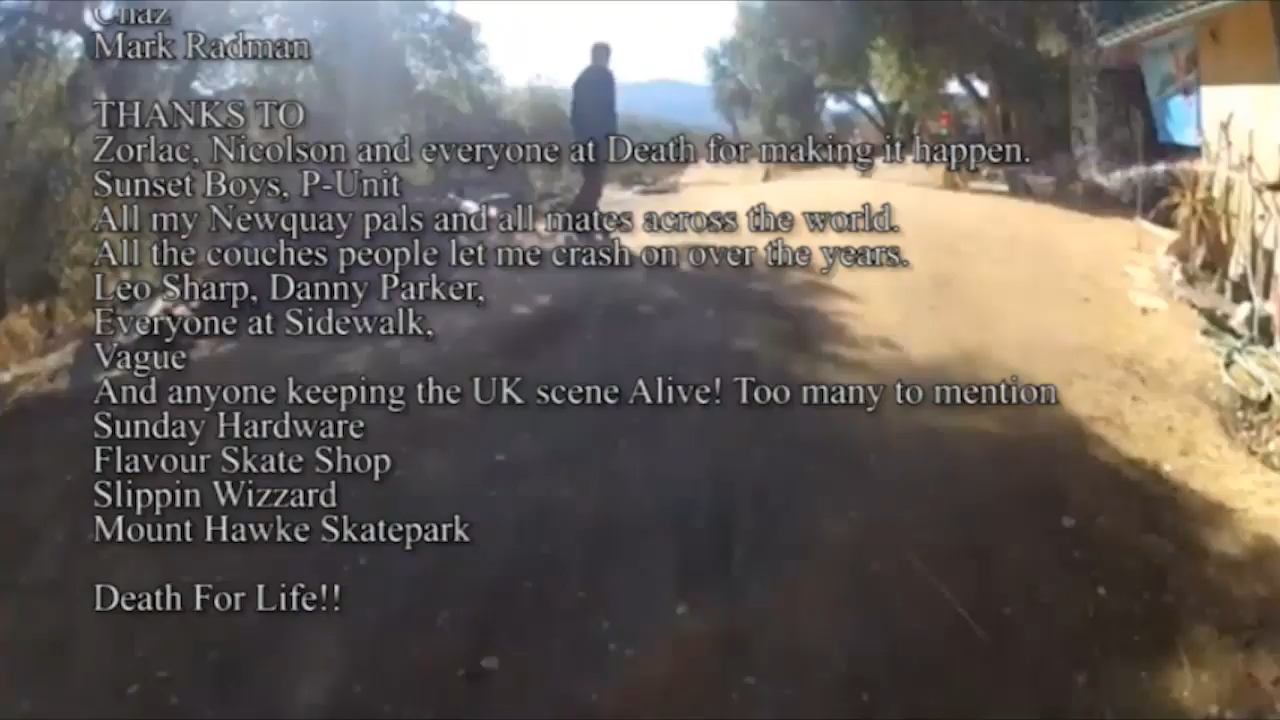 Chaz
Mark Radman
THANKS TO
Zorlac, Nicolson and everyone at Death for making it happen.
Sunset Boys, P-Unit
All my Newquay pals and all mates across the world.
All the couches people let me crash on over the years.
Leo Sharp, Danny Parker,
Everyone at Sidewalk,
Vague
And anyone keeping the UK scene Alive! Too many to mention
Sunday Hardware
Flavour Skate Shop
Slippin Wizzard
Mount Hawke Skatepark
Death For Life!!